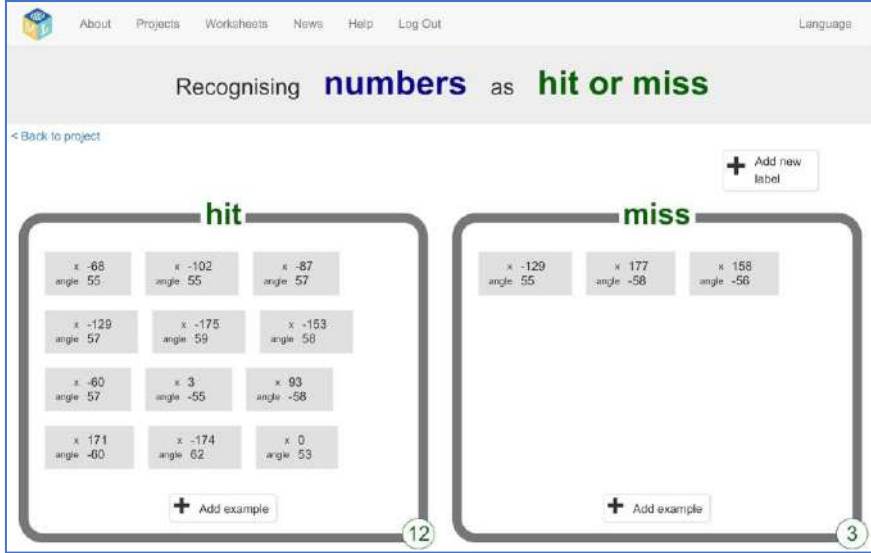 About Projects Worksheets News Help Log Out Language
Recognising numbers as hit or miss
< Back to project
Add new
label
hit
x -68 x -102 x -87
angle 55 angle 55 angle 57
x -129 x -175 x -153
angle 57 angle 59 angle 58
x -60 x 3 x 93
angle 57 angle -55 angle -58
x 171 x -174 x 0
angle -60 angle 62 angle 53
Add example
12
miss
x -129 x 177 x 158
angle 55 angle -58 angle -56
Add example
3